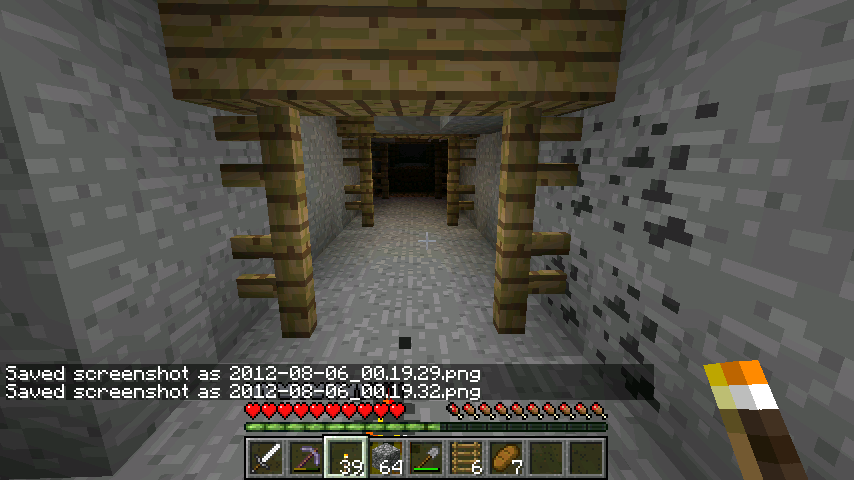 Saved screenshot as 2012-08-06_00.19.29.png
Saved screenshot as 2012-08-06_00.19.32.png
39 64 6 7